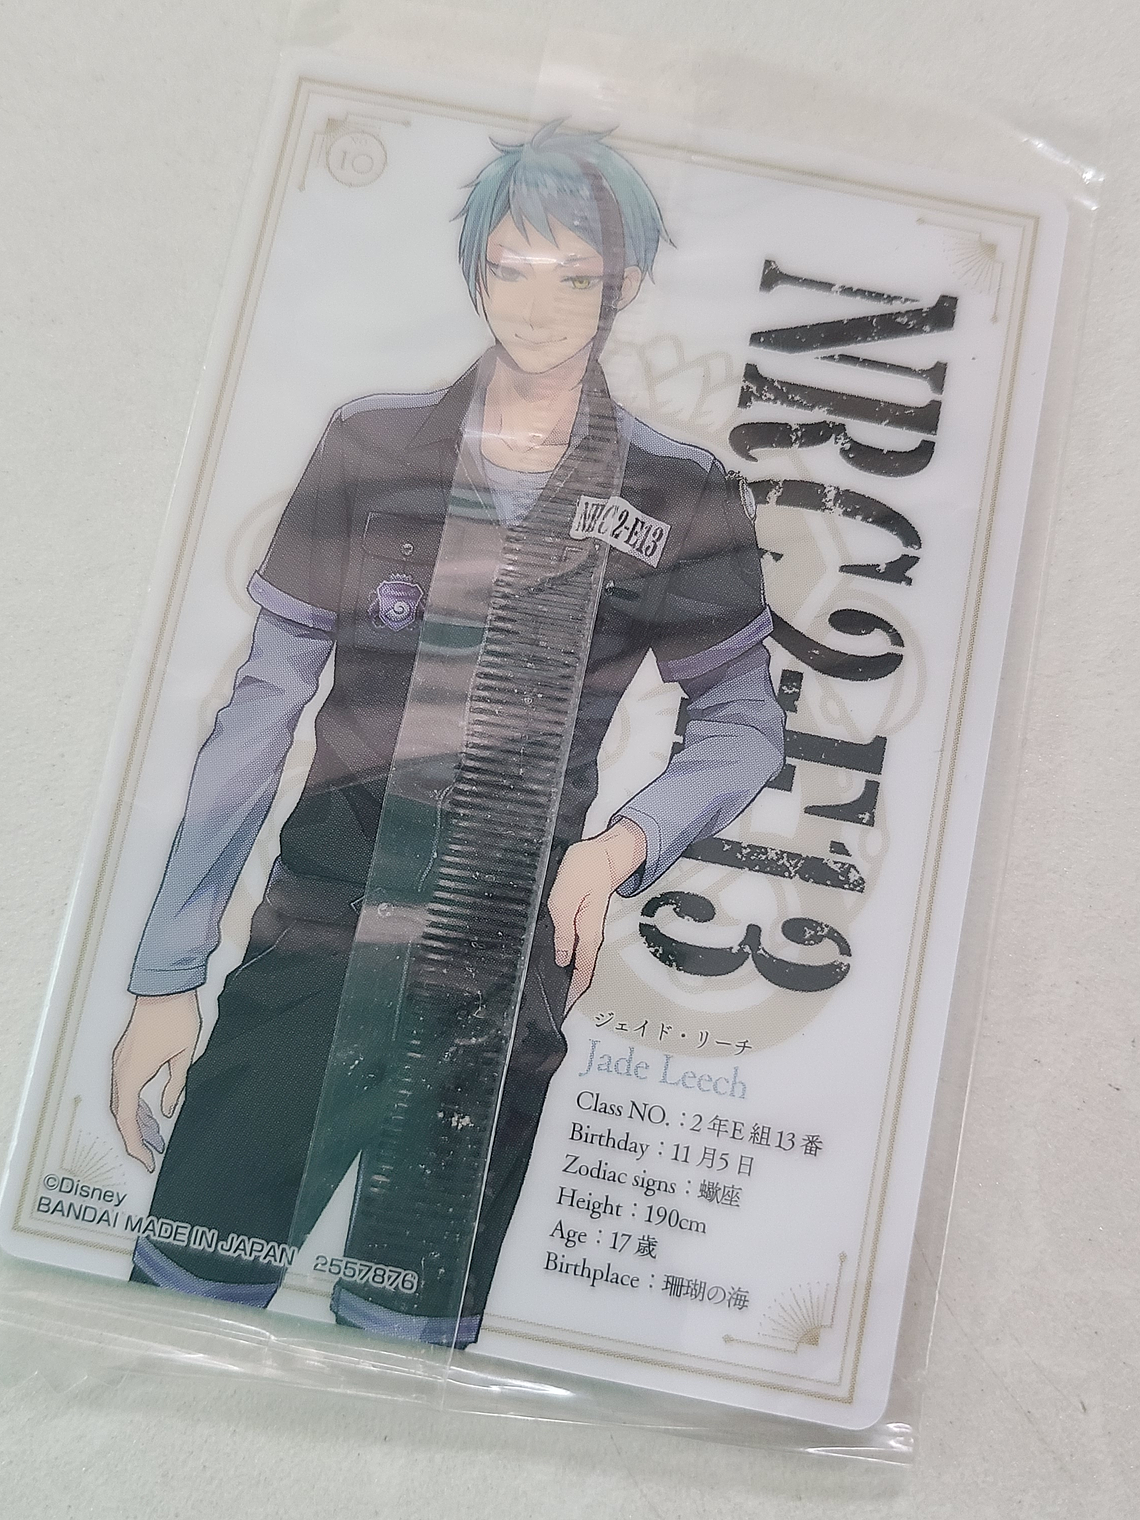 10
NRC 2-E13
NRC2-E13
ジェイド・リーチ
Jade Leech
Class NO.：2年E組13番
Birthday：11月5日
Zodiac signs：蠍座
Height：190cm
Age：17歳
Birthplace：珊瑚の海
©Disney
BANDAI MADE IN JAPAN 2557876